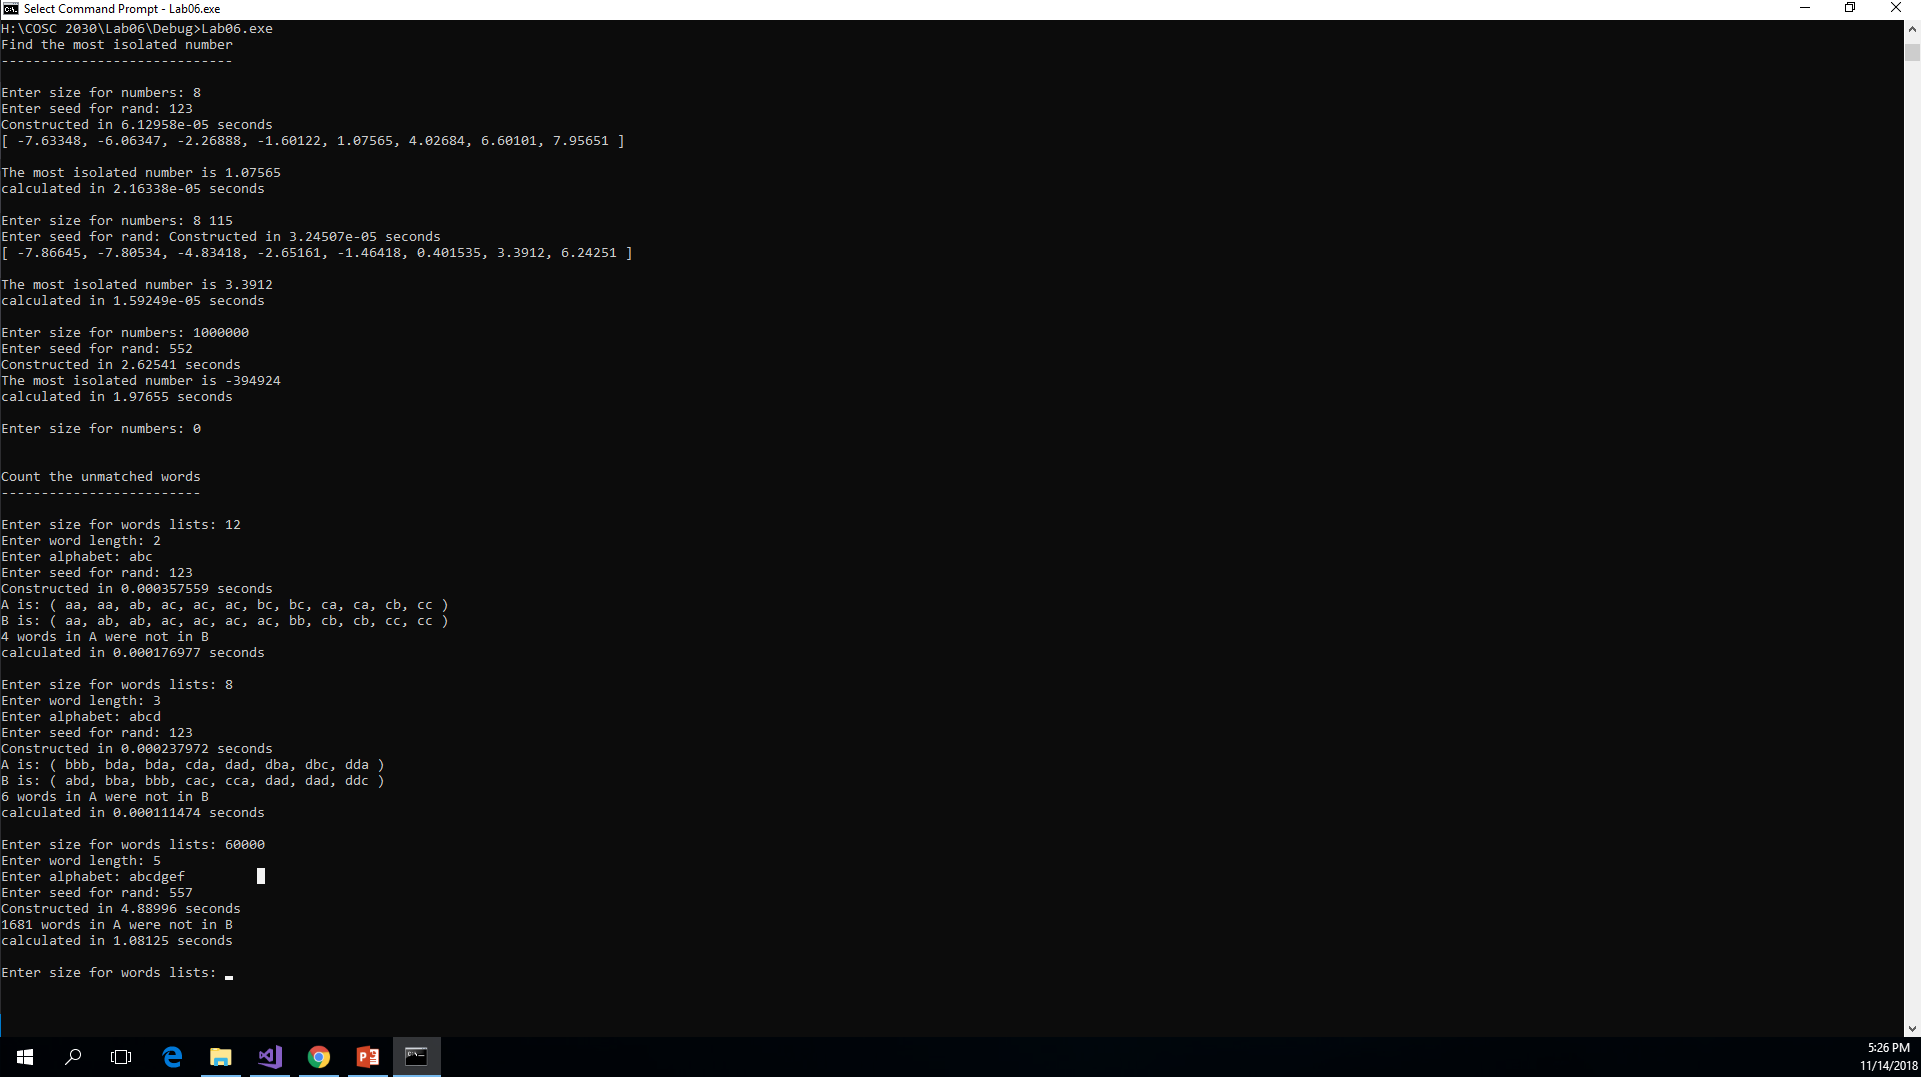 Select Command Prompt - Lab06.exe
H:\COSC 2030\Lab06\Debug>Lab06.exe
Find the most isolated number
-----------------------------
Enter size for numbers: 8
Enter seed for rand: 123
Constructed in 6.12958e-05 seconds
[ -7.63348, -6.06347, -2.26888, -1.60122, 1.07565, 4.02684, 6.60101, 7.95651 ]
The most isolated number is 1.07565
calculated in 2.16338e-05 seconds
Enter size for numbers: 8 115
Enter seed for rand: Constructed in 3.24507e-05 seconds
[ -7.86645, -7.80534, -4.83418, -2.65161, -1.46418, 0.401535, 3.3912, 6.24251 ]
The most isolated number is 3.3912
calculated in 1.59249e-05 seconds
Enter size for numbers: 1000000
Enter seed for rand: 552
Constructed in 2.62541 seconds
The most isolated number is -394924
calculated in 1.97655 seconds
Enter size for numbers: 0
Count the unmatched words
-------------------------
Enter size for words lists: 12
Enter word length: 2
Enter alphabet: abc
Enter seed for rand: 123
Constructed in 0.000357559 seconds
A is: ( aa, aa, ab, ac, ac, ac, bc, bc, ca, ca, cb, cc )
B is: ( aa, ab, ab, ac, ac, ac, ac, bb, cb, cb, cc, cc )
4 words in A were not in B
calculated in 0.000176977 seconds
Enter size for words lists: 8
Enter word length: 3
Enter alphabet: abcd
Enter seed for rand: 123
Constructed in 0.000237972 seconds
A is: ( bbb, bda, bda, cda, dad, dba, dbc, dda )
B is: ( abd, bba, bbb, cac, cca, dad, dad, ddc )
6 words in A were not in B
calculated in 0.000111474 seconds
Enter size for words lists: 60000
Enter word length: 5
Enter alphabet: abcdgef
Enter seed for rand: 557
Constructed in 4.88996 seconds
1681 words in A were not in B
calculated in 1.08125 seconds
Enter size for words lists:
5:26 PM
11/14/2018